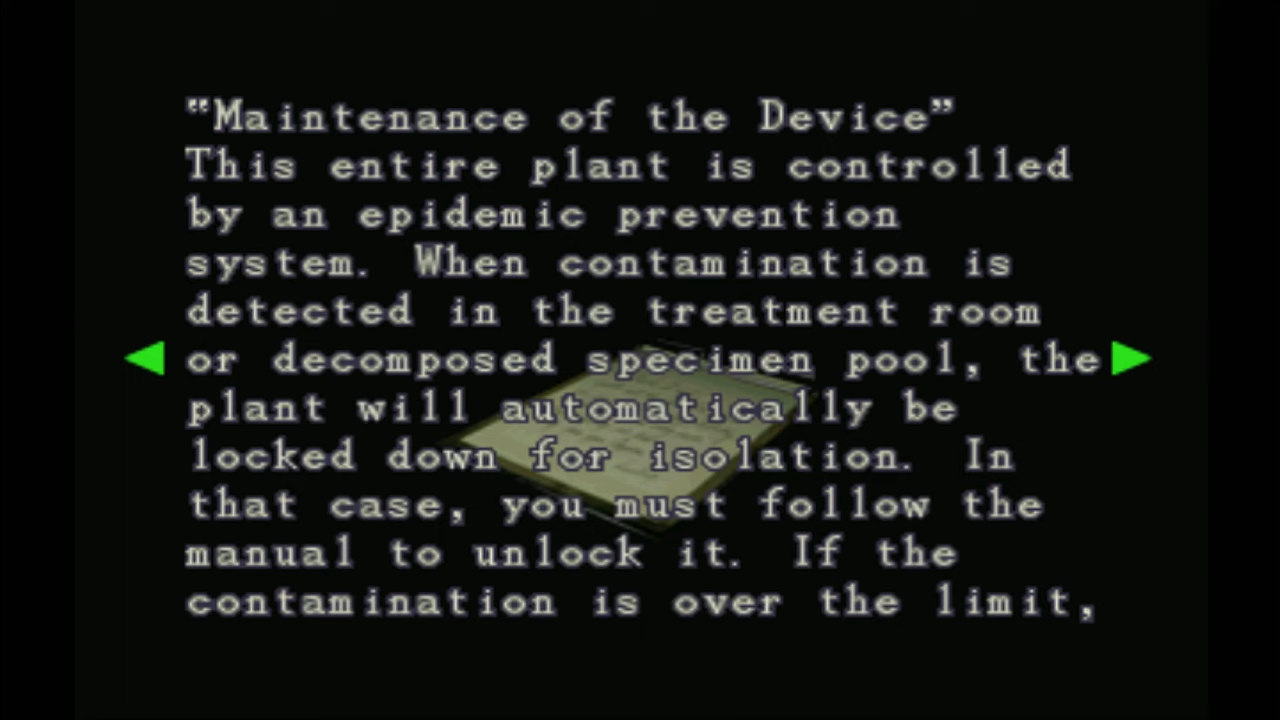 “Maintenance of the Device”
This entire plant is controlled
by an epidemic prevention
system. When contamination is
detected in the treatment room
or decomposed specimen pool, the
plant will automatically be
locked down for isolation. In
that case, you must follow the
manual to unlock it. If the
contamination is over the limit,